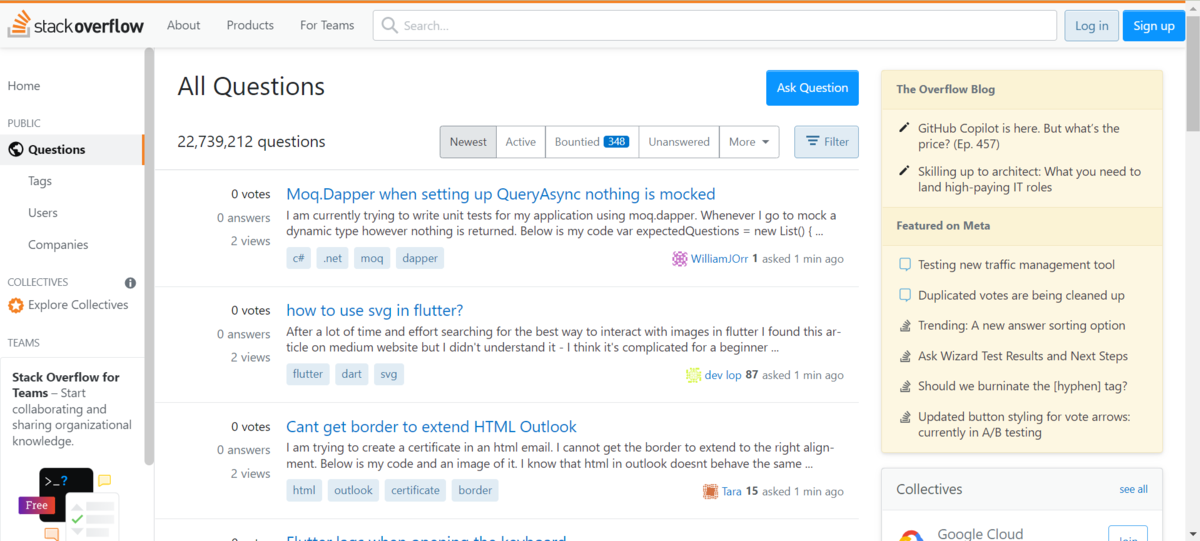 stackoverflow
About
Products
For Teams
Search...
Log in
Sign up
Home
PUBLIC
Questions
Tags
Users
Companies
COLLECTIVES
Explore Collectives
TEAMS
Stack Overflow for
Teams – Start
collaborating and
sharing organizational
knowledge.
>_?
Free
All Questions
Ask Question
22,739,212 questions
Newest
Active
Bountied 348
Unanswered
More
Filter
0 votes
0 answers
2 views
Moq.Dapper when setting up QueryAsync nothing is mocked
I am currently trying to write unit tests for my application using moq.dapper. Whenever I go to mock a
dynamic type however nothing is returned. Below is my code var expectedQuestions = new List() { ...
c#
.net
moq
dapper
WilliamJOrr 1 asked 1 min ago
0 votes
0 answers
2 views
how to use svg in flutter?
After a lot of time and effort searching for the best way to interact with images in flutter I found this ar-
ticle on medium website but I didn't understand it - I think it's complicated for a beginner ...
flutter
dart
svg
dev lop 87 asked 1 min ago
0 votes
0 answers
2 views
Cant get border to extend HTML Outlook
I am trying to create a certificate in an html email. I cannot get the border to extend to the right align-
ment. Below is my code and an image of it. I know that html in outlook doesnt behave the same ...
html
outlook
certificate
border
Tara 15 asked 1 min ago
0 votes
Flutter logs when opening the keyboard
The Overflow Blog
GitHub Copilot is here. But what's the
price? (Ep. 457)
Skilling up to architect: What you need to
land high-paying IT roles
Featured on Meta
Testing new traffic management tool
Duplicated votes are being cleaned up
Trending: A new answer sorting option
Ask Wizard Test Results and Next Steps
Should we burninate the [hyphen] tag?
Updated button styling for vote arrows:
currently in A/B testing
Collectives
see all
Google Cloud
Join